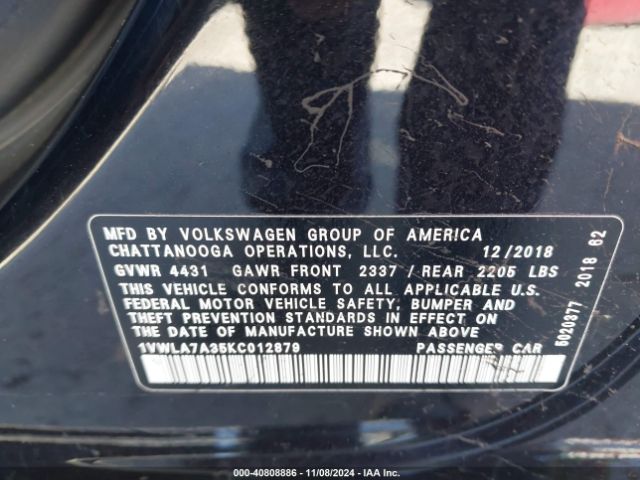 MFD BY VOLKSWAGEN GROUP OF AMERICA
CHATTANOOGA OPERATIONS, LLC. 12/2018
GVWR 4431 GAWR FRONT 2337 / REAR 2205 LBS
THIS VEHICLE CONFORMS TO ALL APPLICABLE U.S.
FEDERAL MOTOR VEHICLE SAFETY, BUMPER AND
THEFT PREVENTION STANDARDS IN EFFECT ON
THE DATE OF MANUFACTURE SHOWN ABOVE
1VWLA7A35KC012879 PASSENGER CAR
5020377 2018 62
000-40808886 - 11/08/2024 - IAA Inc.